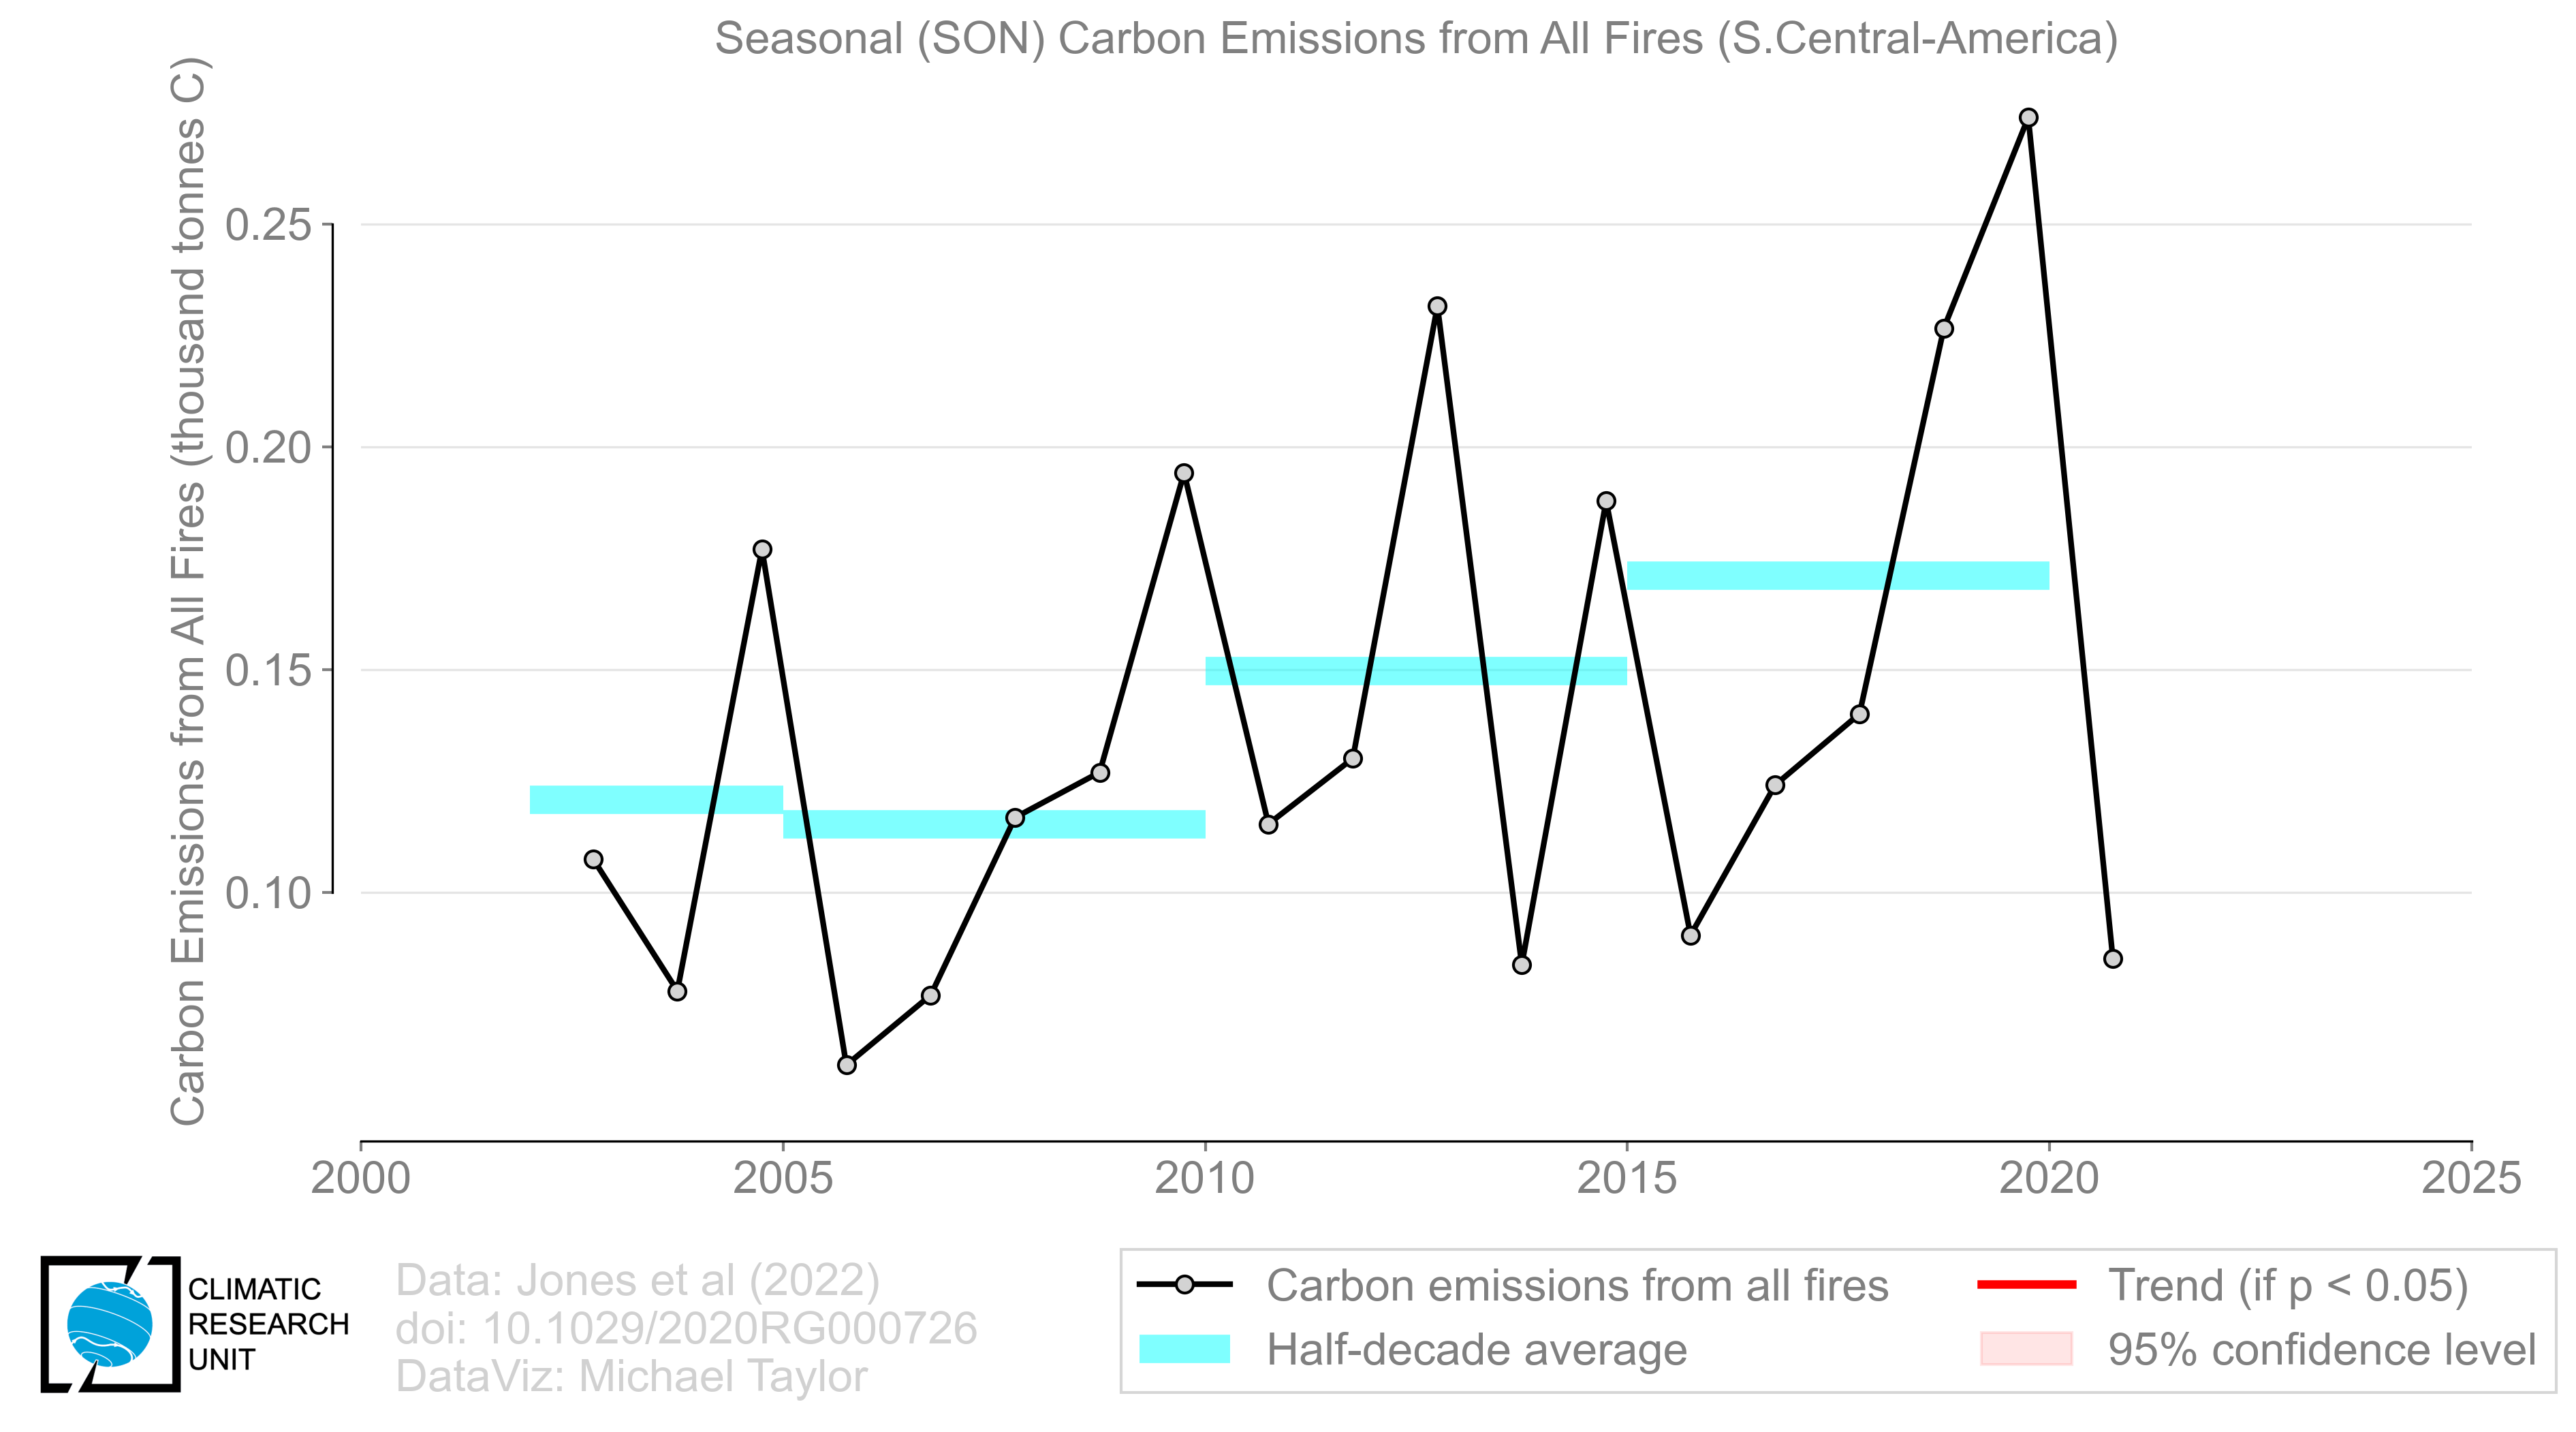 Seasonal (SON) Carbon Emissions from All Fires (S.Central-America)
Carbon Emissions from All Fires (thousand tonnes C)
0.25
0.20
0.15
0.10
2000 2005 2010 2015 2020 2025
CLIMATIC
RESEARCH
UNIT
Data: Jones et al (2022)
doi: 10.1029/2020RG000726
DataViz: Michael Taylor
Carbon emissions from all fires
Half-decade average
Trend (if p < 0.05)
95% confidence level